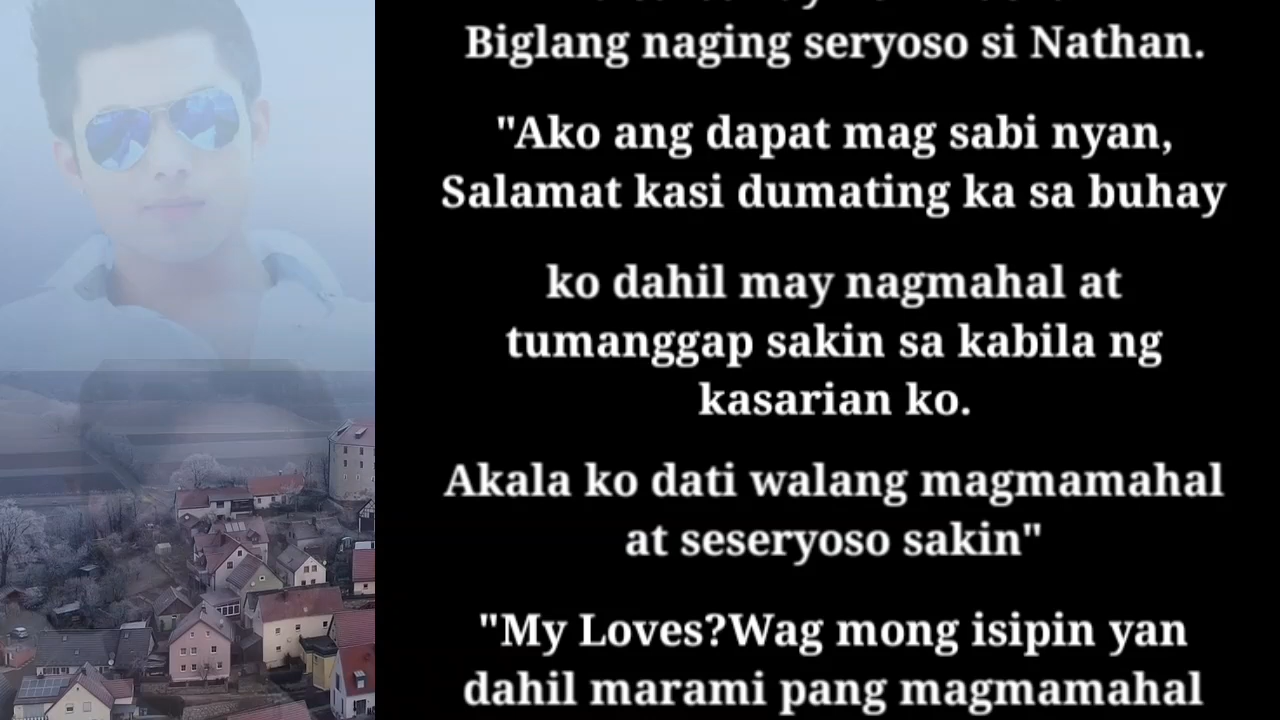 Biglang naging seryoso si Nathan.
"Ako ang dapat mag sabi nyan,
Salamat kasi dumating ka sa buhay
ko dahil may nagmahal at
tumanggap sakin sa kabila ng
kasarian ko.
Akala ko dati walang magmamahal
at seseryoso sakin"
"My Loves?Wag mong isipin yan
dahil marami pang magmamahal